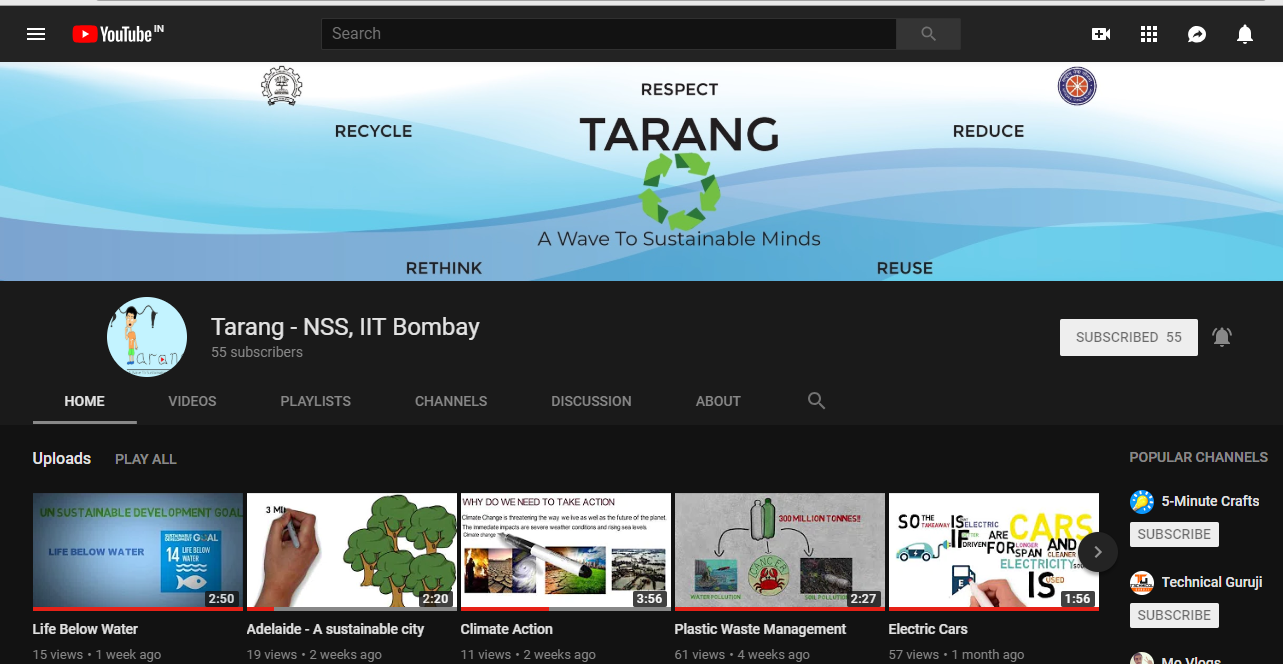 YouTube IN
Search
RESPECT
RECYCLE
TARANG
REDUCE
A Wave To Sustainable Minds
RETHINK
REUSE
Tarang - NSS, IIT Bombay
55 subscribers
SUBSCRIBED 55
HOME VIDEOS PLAYLISTS CHANNELS DISCUSSION ABOUT
Uploads PLAY ALL
POPULAR CHANNELS
UN SUSTAINABLE DEVELOPMENT GOAL
LIFE BELOW WATER
14 LIFE BELOW WATER
2:50
2:20
WHY DO WE NEED TO TAKE ACTION
Climate Change is threatening the way we live as well as the future of the planet.
The immediate impacts are severe weather conditions and rising sea levels.
Climate change
3:56
300 MILLION TONNES!!
CANCER
WATER POLLUTION
SOIL POLLUTION
2:27
SO THE TAKEAWAY IS
IF ELECTRIC CARS
DRIVEN ARE FOR LONGER SPAN AND CLEANER
ELECTRICITY
IS USED
E
1:56
Life Below Water
15 views • 1 week ago
Adelaide - A sustainable city
19 views • 2 weeks ago
Climate Action
11 views • 2 weeks ago
Plastic Waste Management
61 views • 4 weeks ago
Electric Cars
57 views • 1 month ago
5-Minute Crafts
SUBSCRIBE
Technical Guruji
SUBSCRIBE
Mo Vlogs